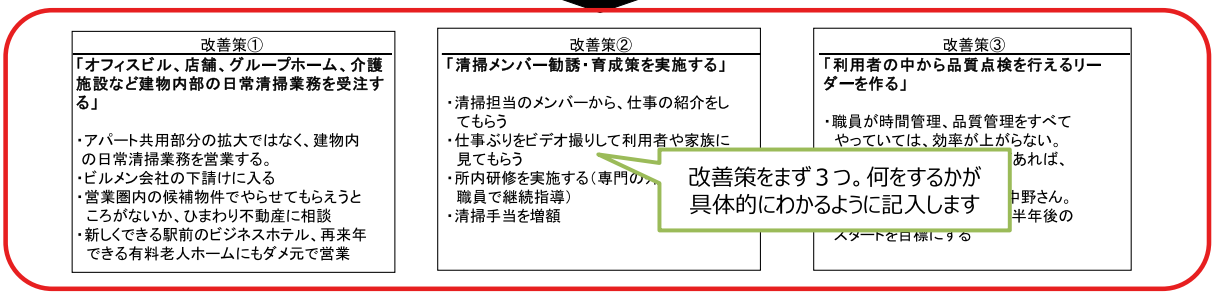 改善策①
「オフィスビル、店舗、グループホーム、介護
施設など建物内部の日常清掃業務を受注す
る」
・アパート共用部分の拡大ではなく、建物内
の日常清掃業務を営業する。
・ビルメン会社の下請けに入る
・営業圏内の候補物件でやらせてもらえうと
ころがないか、ひまわり不動産に相談
・新しくできる駅前のビジネスホテル、再来年
できる有料老人ホームにもダメ元で営業
改善策②
「清掃メンバー勧誘・育成策を実施する」
・清掃担当のメンバーから、仕事の紹介をし
てもらう
・仕事ぶりをビデオ撮りして利用者や家族に
見てもらう
・所内研修を実施する（専門の
職員で継続指導）
・清掃手当を増額
改善策③
「利用者の中から品質点検を行えるリー
ダーを作る」
・職員が時間管理、品質管理をすべて
やっていては、効率が上がらない。
あれば、
中野さん。
半年後の
スタートを目標にする
改善策をまず３つ。何をするかが
具体的にわかるように記入します